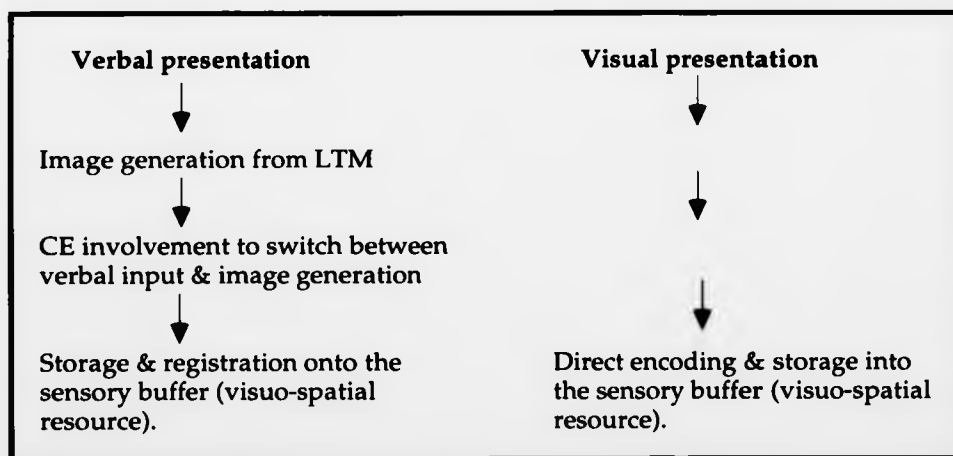 Verbal presentation
Image generation from LTM
CE involvement to switch between
verbal input & image generation
Storage & registration onto the
sensory buffer (visuo-spatial
resource).
Visual presentation
Direct encoding & storage into
the sensory buffer (visuo-spatial
resource).